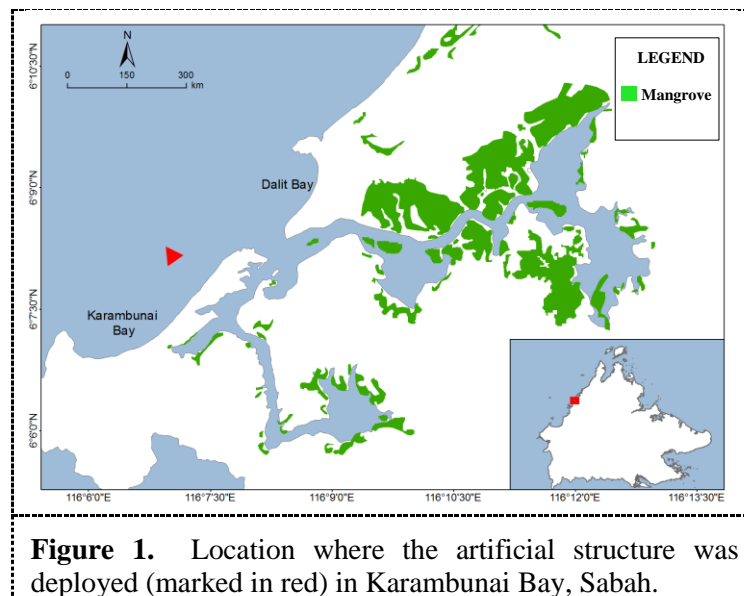 N
0 150 300
km
LEGEND
Mangrove
6°10'30"N
6°9'0"N
6°7'30"N
6°6'0"N
Dalit Bay
Karambunai
Bay
116°6'0"E 116°7'30"E 116°9'0"E 116°10'30"E 116°12'0"E 116°13'30"E
Figure 1. Location where the artificial structure was
deployed (marked in red) in Karambunai Bay, Sabah.